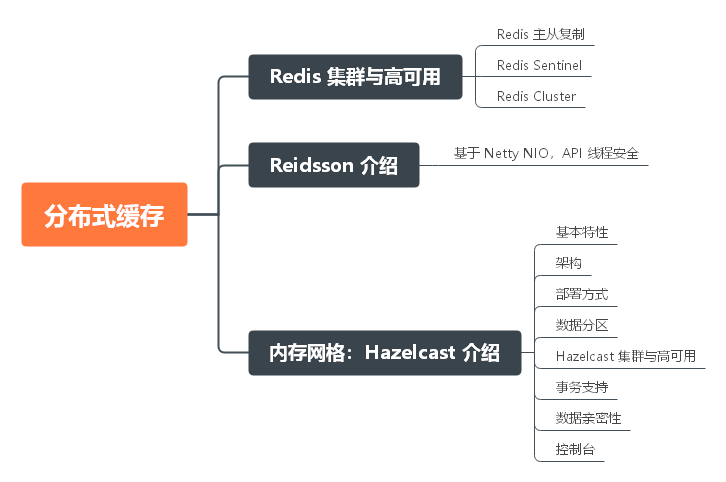 分布式缓存
Redis 集群与高可用
Redis 主从复制
Redis Sentinel
Redis Cluster
Reidsson 介绍
基于 Netty NIO，API 线程安全
内存网格：Hazelcast 介绍
基本特性
架构
部署方式
数据分区
Hazelcast 集群与高可用
事务支持
数据亲密性
控制台